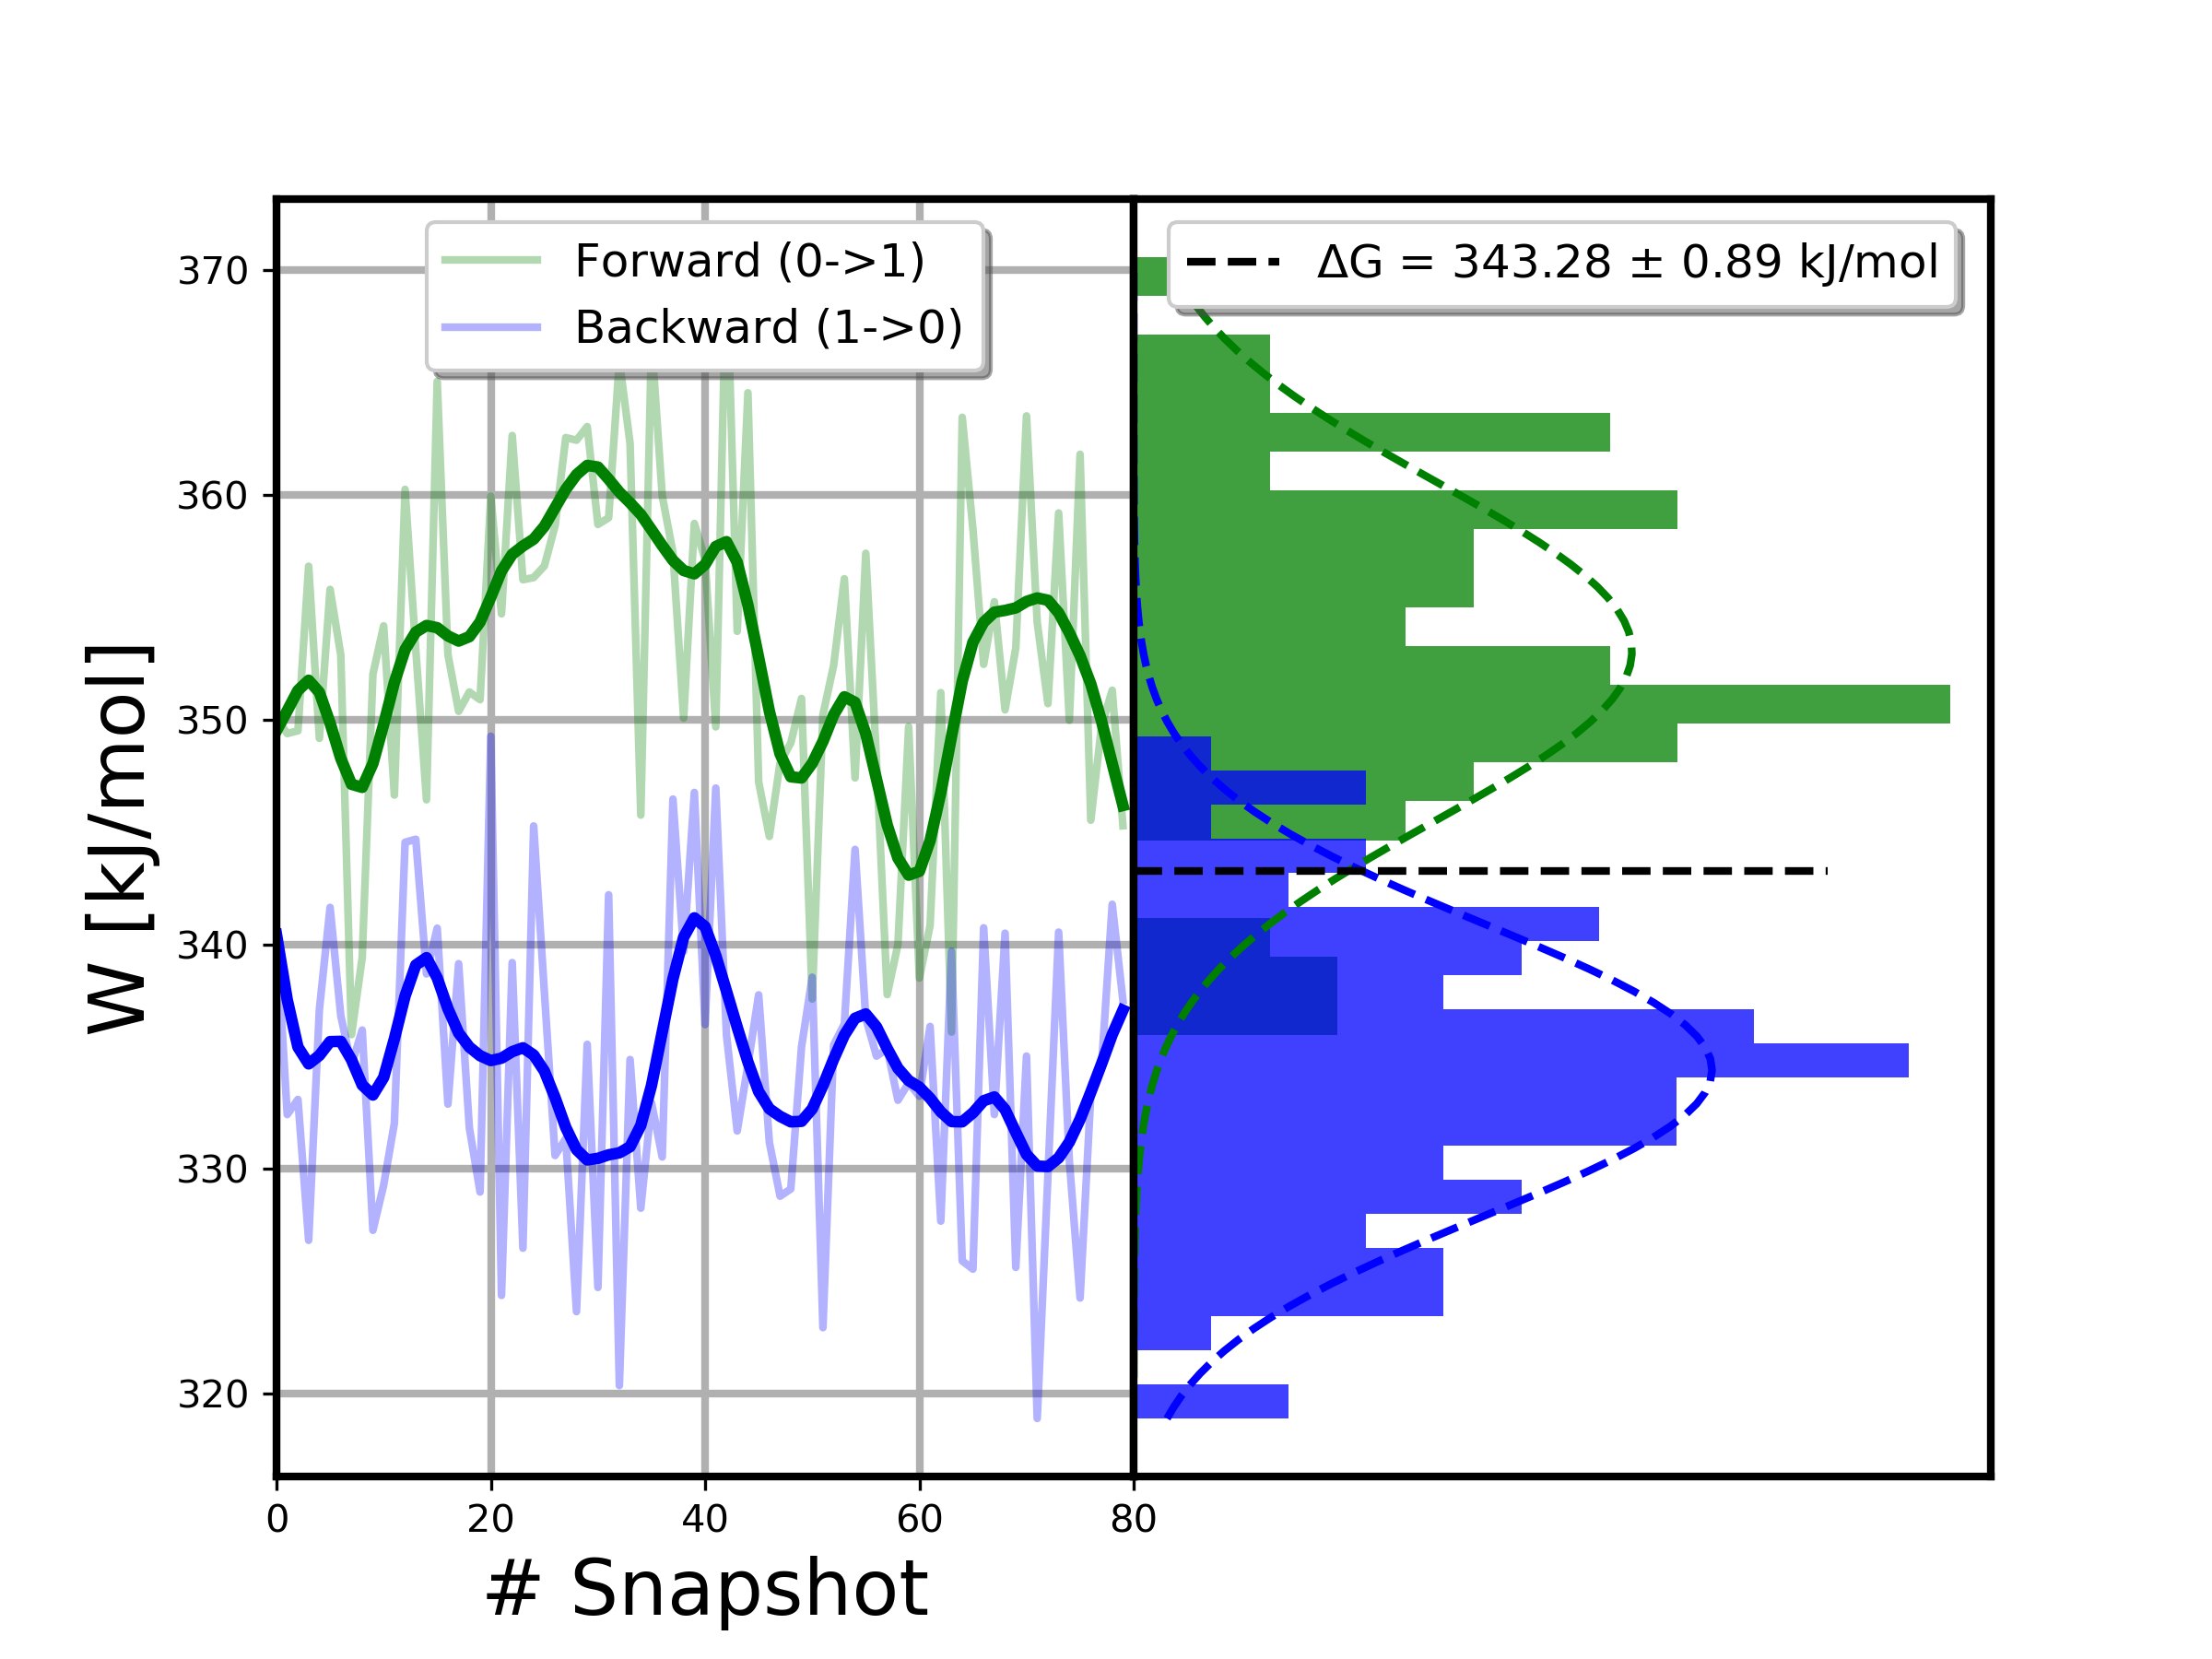 Forward (0->1)
Backward (1->0)
ΔG = 343.28 ± 0.89 kJ/mol
W [kJ/mol]
370
360
350
340
330
320
0 20 40 60 80
# Snapshot